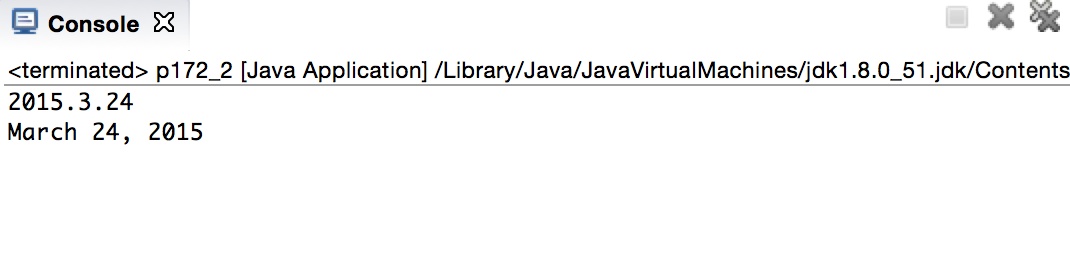 Console
<terminated> p172_2 [Java Application] /Library/Java/JavaVirtualMachines/jdk1.8.0_51.jdk/Contents
2015.3.24
March 24, 2015